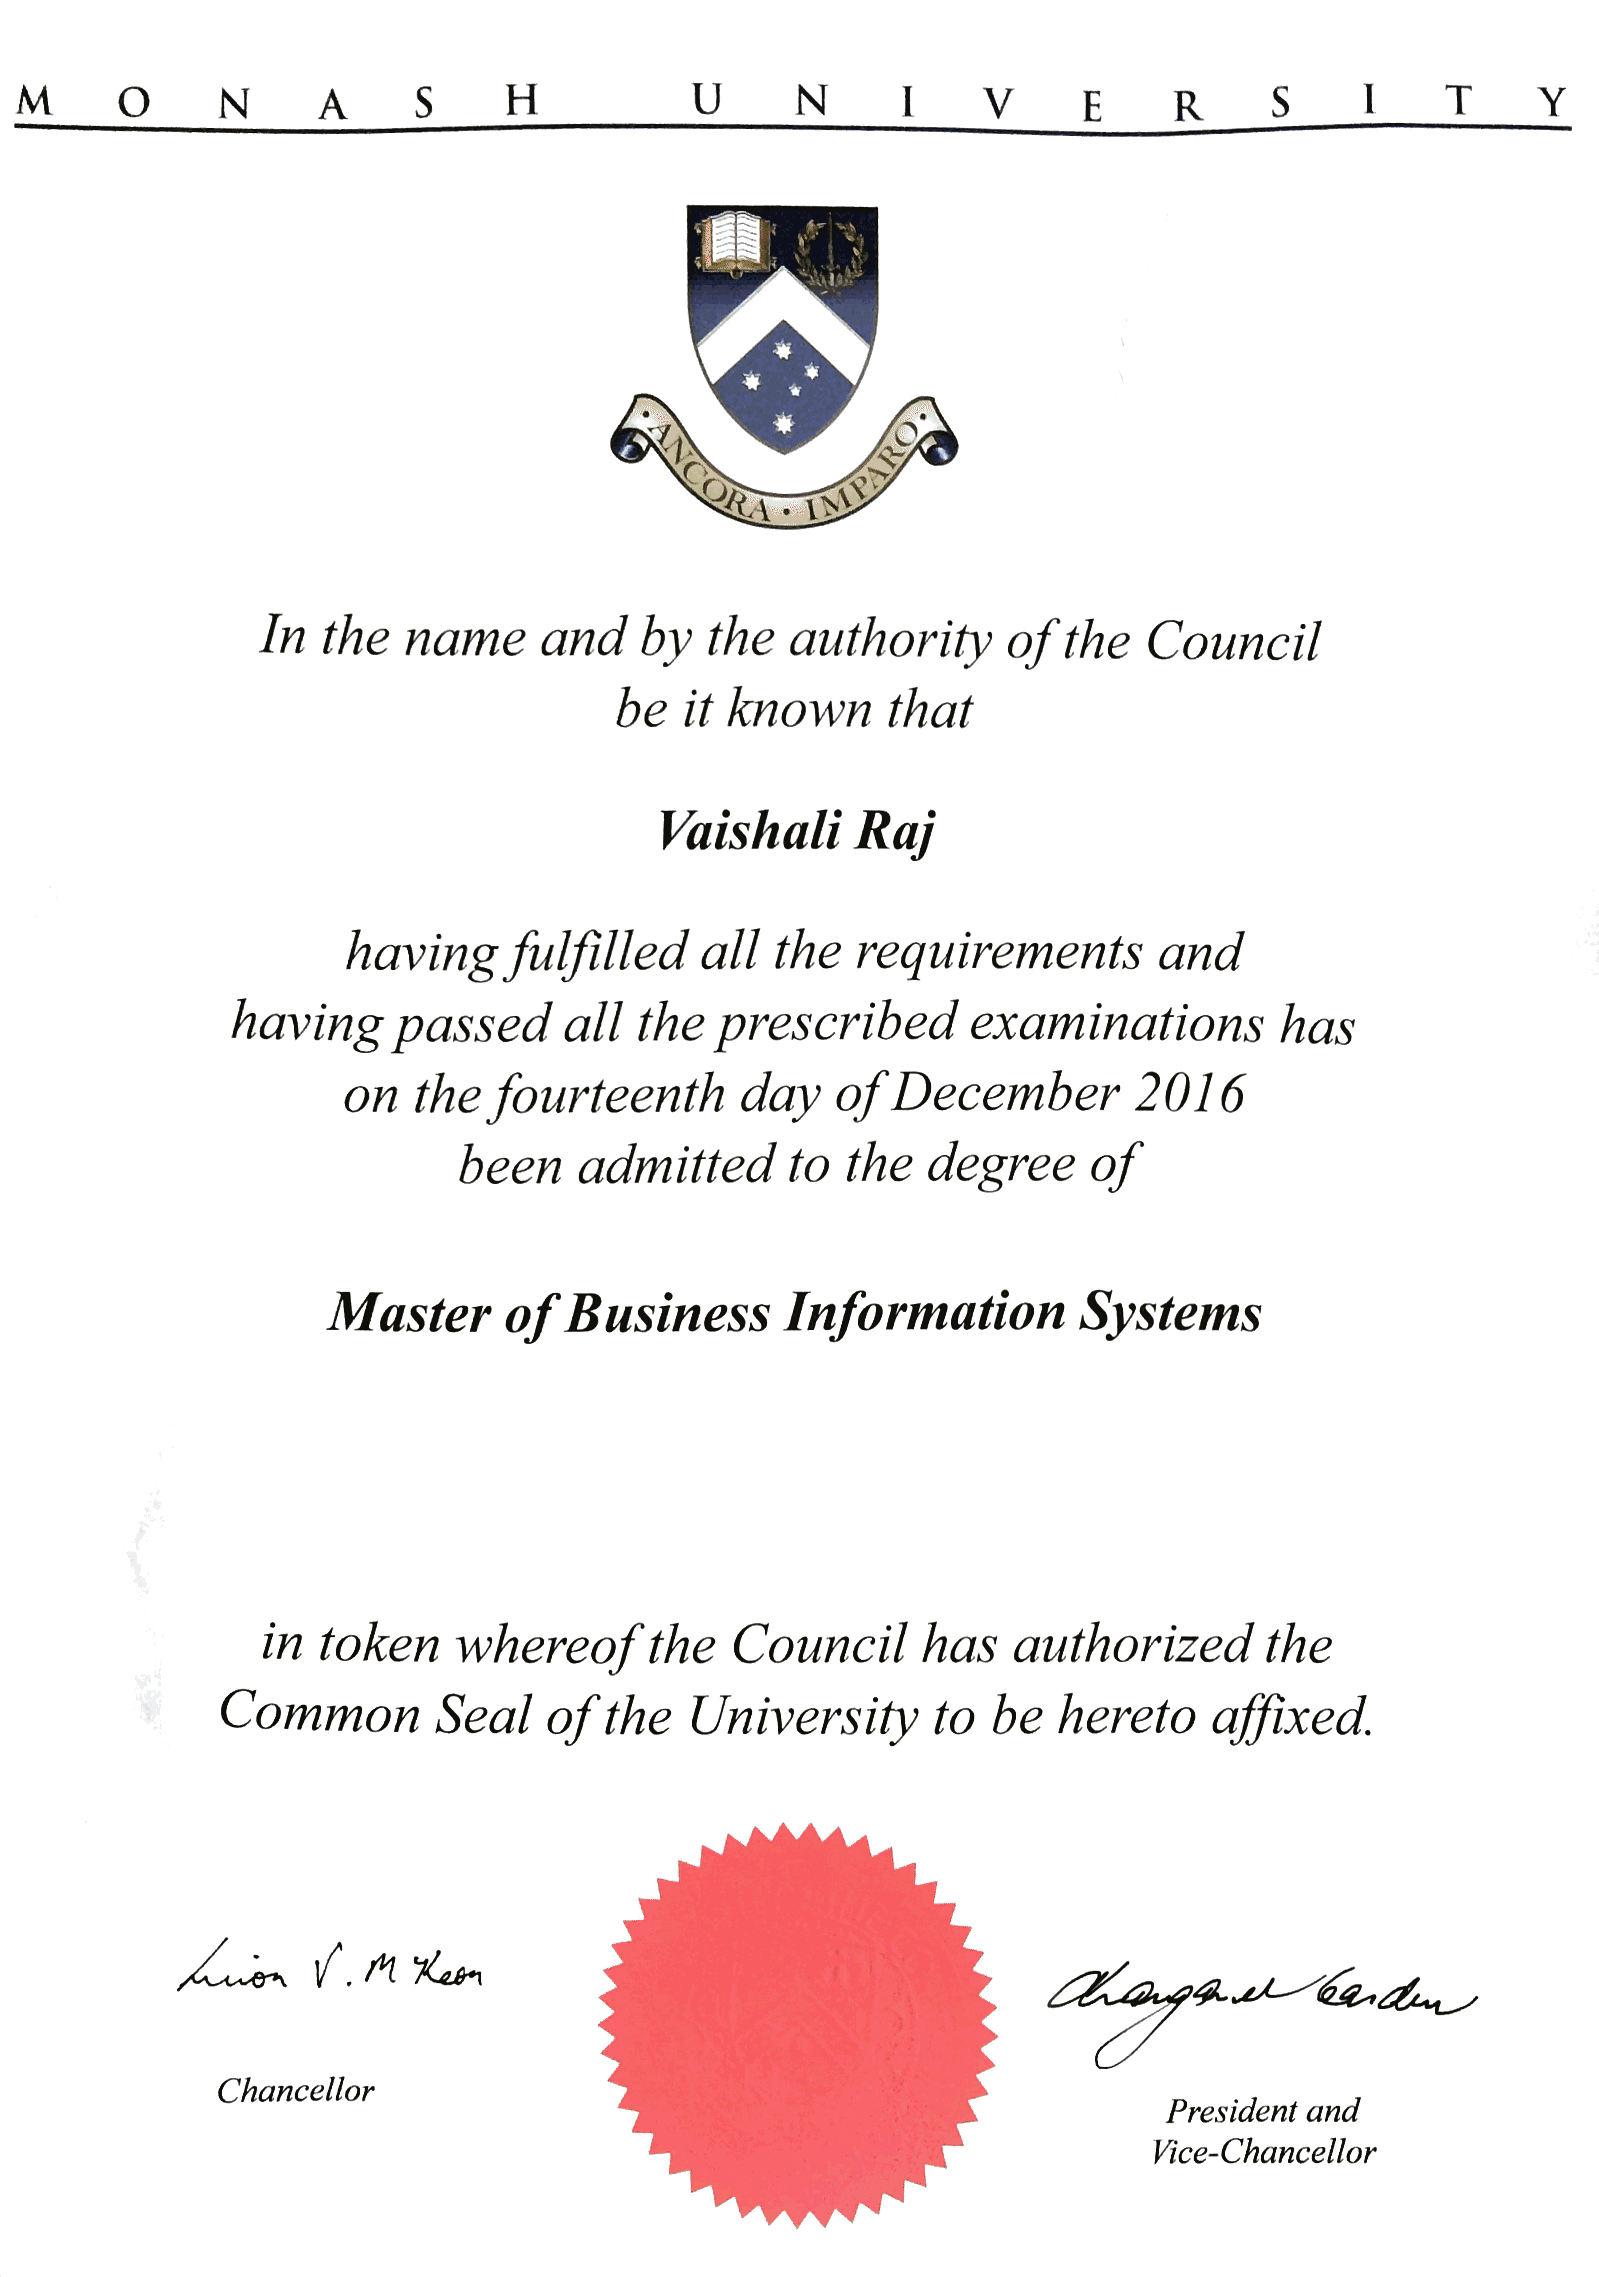 MONASH UNIVERSITY
ANCORA · IMPARO
In the name and by the authority of the Council
be it known that
Vaishali Raj
having fulfilled all the requirements and
having passed all the prescribed examinations has
on the fourteenth day of December 2016
been admitted to the degree of
Master of Business Information Systems
in token whereof the Council has authorized the
Common Seal of the University to be hereto affixed.
Simon V. McKeon
Margaret Gardner
Chancellor
President and
Vice-Chancellor